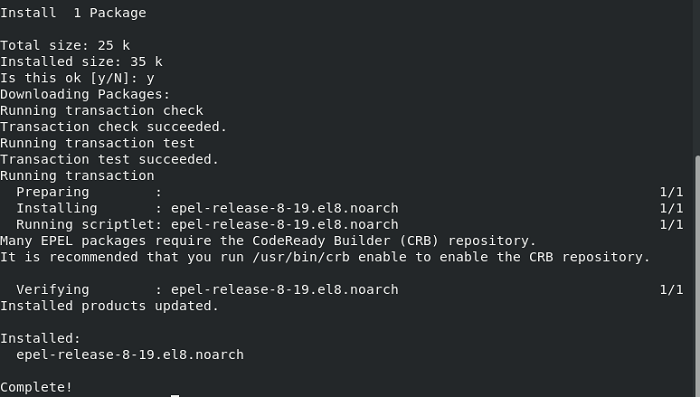 Install  1 Package

Total size: 25 k
Installed size: 35 k
Is this ok [y/N]: y
Downloading Packages:
Running transaction check
Transaction check succeeded.
Running transaction test
Transaction test succeeded.
Running transaction
  Preparing        :                                                             1/1
  Installing       : epel-release-8-19.el8.noarch                                1/1
  Running scriptlet: epel-release-8-19.el8.noarch                                1/1
Many EPEL packages require the CodeReady Builder (CRB) repository.
It is recommended that you run /usr/bin/crb enable to enable the CRB repository.

  Verifying        : epel-release-8-19.el8.noarch                                1/1
Installed products updated.

Installed:
  epel-release-8-19.el8.noarch

Complete!